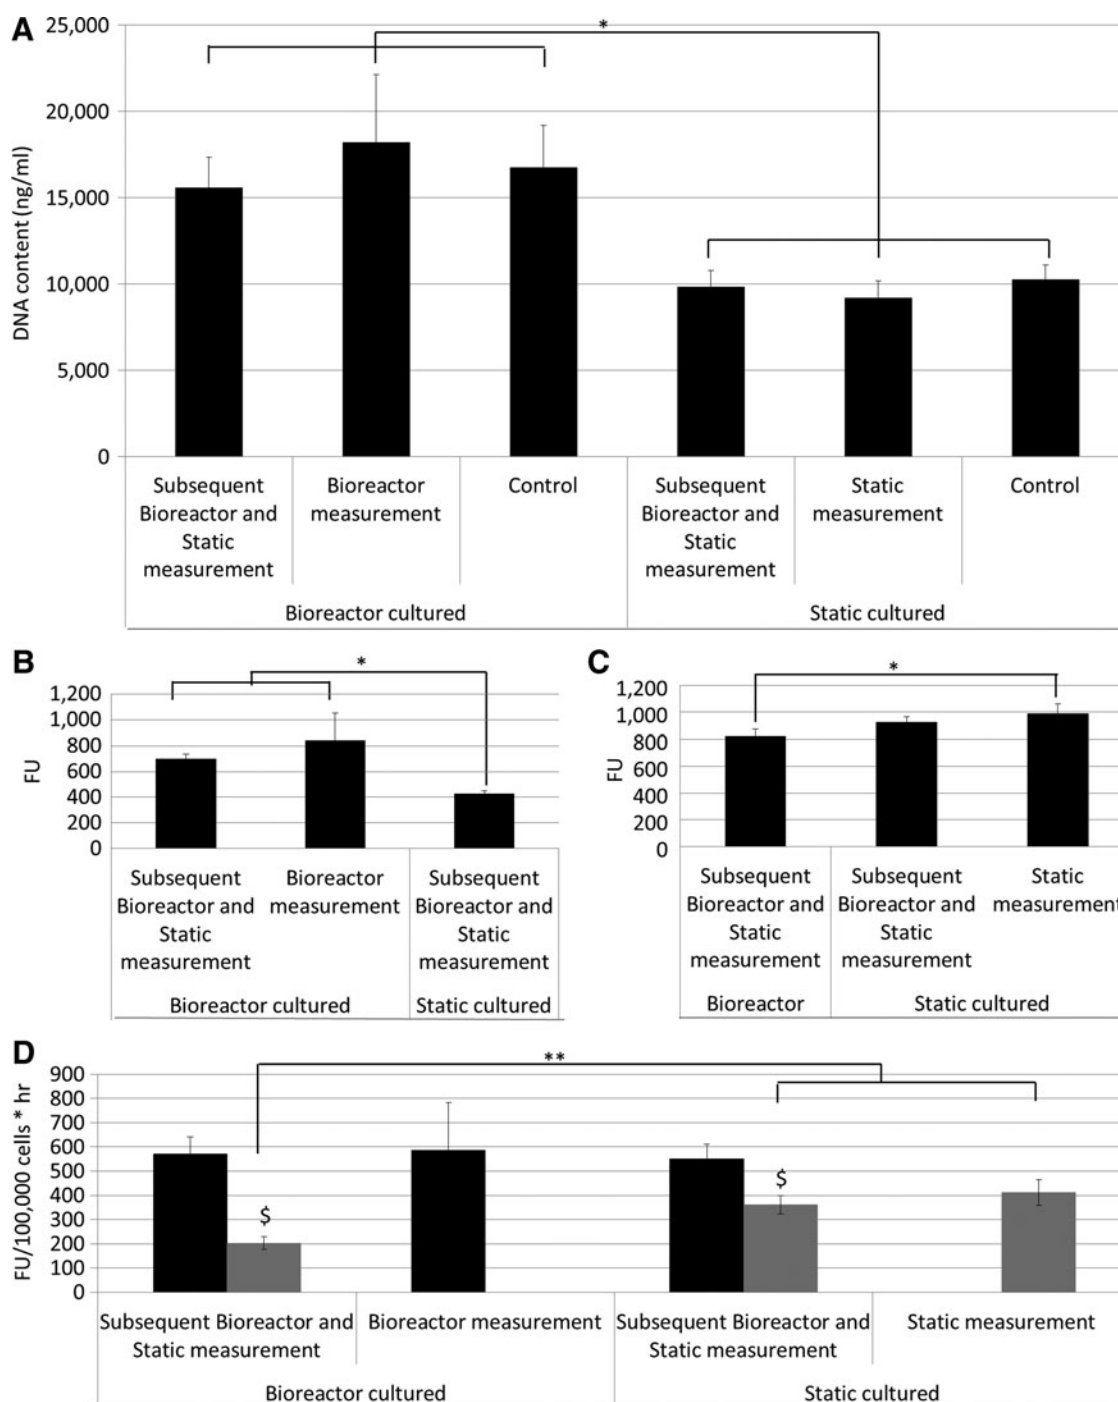 A
25,000
*
20,000
15,000
10,000
5,000
0
DNA content (ng/ml)
Subsequent Bioreactor and Static measurement
Bioreactor measurement
Control
Subsequent Bioreactor and Static measurement
Static measurement
Control
Bioreactor cultured
Static cultured
B
*
1,200
1,000
800
600
400
200
0
FU
Subsequent Bioreactor and Static measurement
Bioreactor measurement
Subsequent Bioreactor and Static measurement
Bioreactor cultured
Static cultured
C
*
1,200
1,000
800
600
400
200
0
FU
Subsequent Bioreactor and Static measurement
Subsequent Bioreactor and Static measurement
Static measurement
Bioreactor
Static cultured
D
**
900
800
700
600
500
400
300
200
100
0
FU/100,000 cells * hr
$
$
Subsequent Bioreactor and Static measurement
Bioreactor measurement
Subsequent Bioreactor and Static measurement
Static measurement
Bioreactor cultured
Static cultured